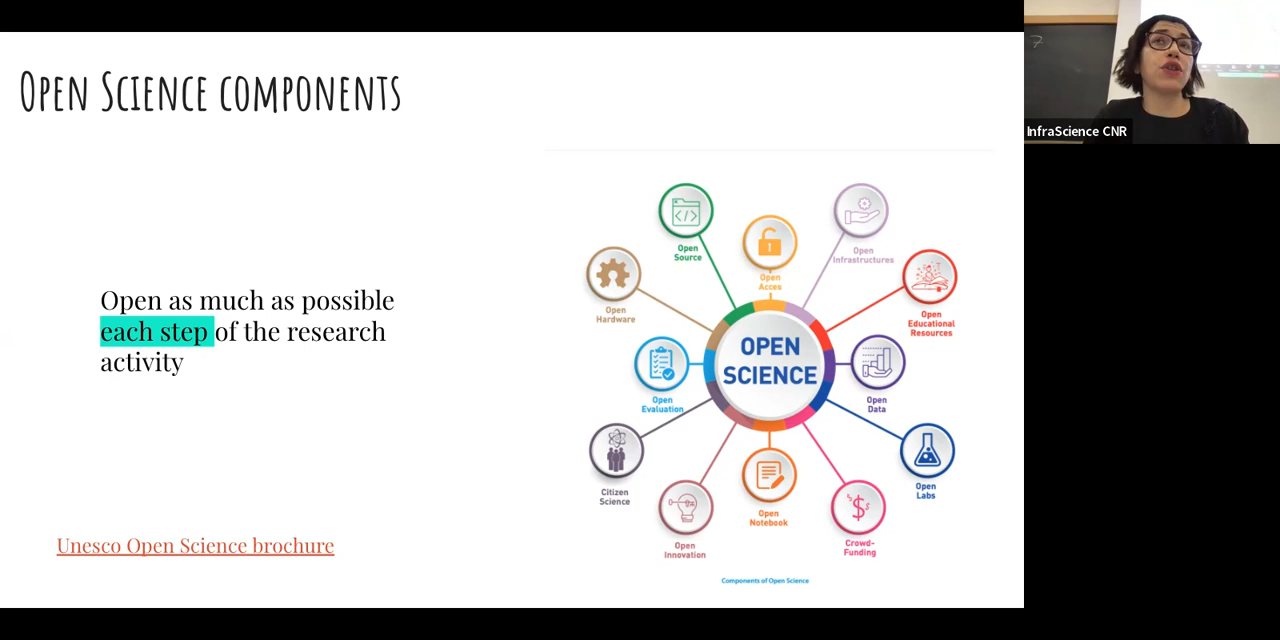 Open Science components
InfraScience CNR
Open as much as possible
each step of the research
activity
Unesco Open Science brochure
Open
Source
Open
Acces
Open
Infrastructures
Open
Hardware
Open
Educational
Resources
OPEN
SCIENCE
Open
Evaluation
Open
Data
Citizen
Science
Open
Labs
Open
Innovation
Open
Notebook
Crowd-
Funding
Components of Open Science